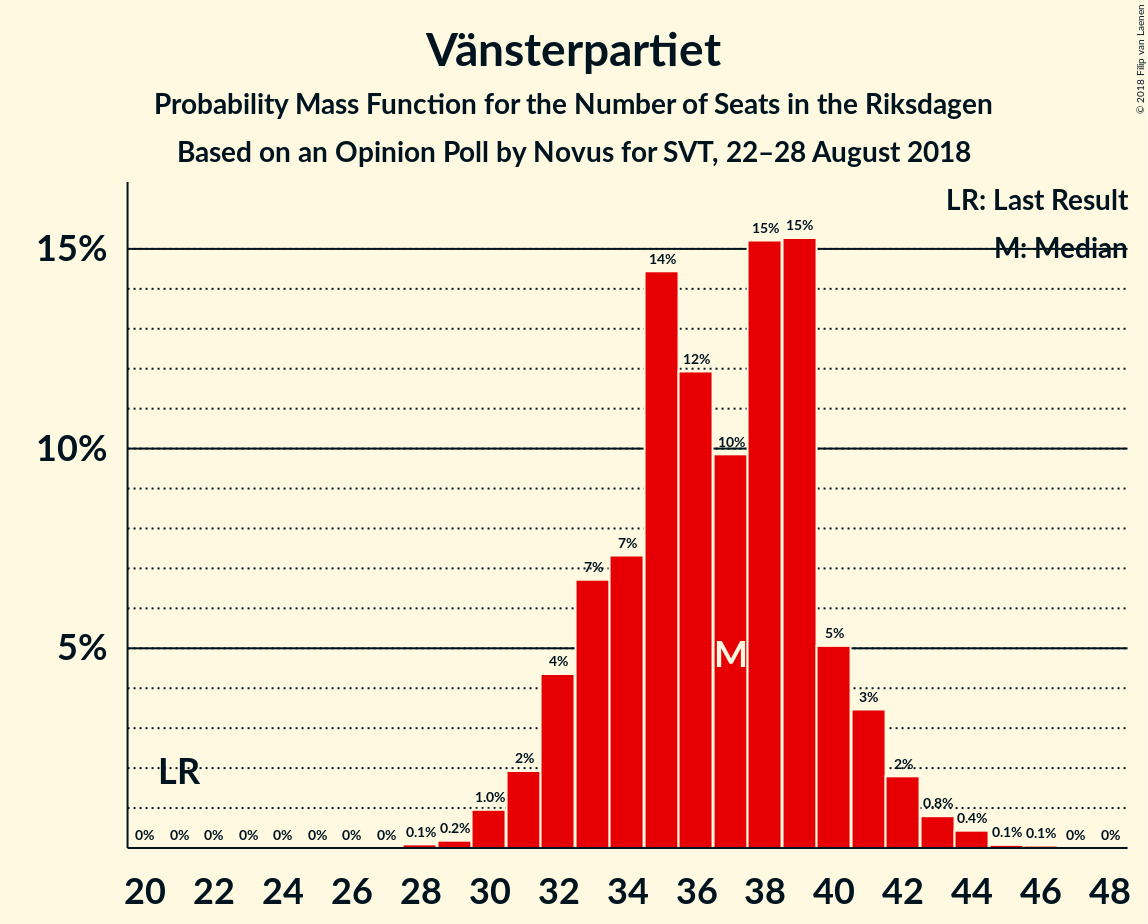 Vänsterpartiet
Probability Mass Function for the Number of Seats in the Riksdagen
Based on an Opinion Poll by Novus for SVT, 22–28 August 2018
© 2018 Filip van Laenen
LR: Last Result
M: Median
15%
10%
5%
0% 0% 0% 0% 0% 0% 0% 0% 0.1% 0.2% 1.0% 2% 4% 7% 7% 14% 12% 10% 15% 15% 5% 3% 2% 0.8% 0.4% 0.1% 0.1% 0% 0%
M
LR
20 22 24 26 28 30 32 34 36 38 40 42 44 46 48